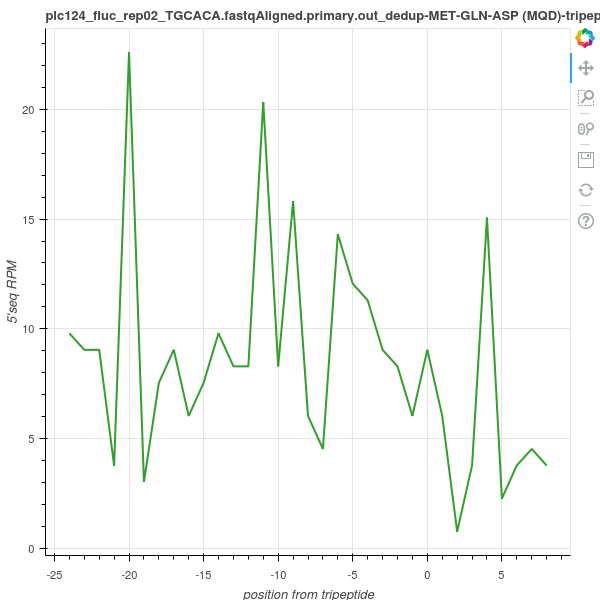 plc124_fluc_rep02_TGCACA.fastqAligned.primary.out_dedup-MET-GLN-ASP (MQD)-tripep
5'seq RPM
20
15
10
5
0
-25 -20 -15 -10 -5 0 5
position from tripeptide